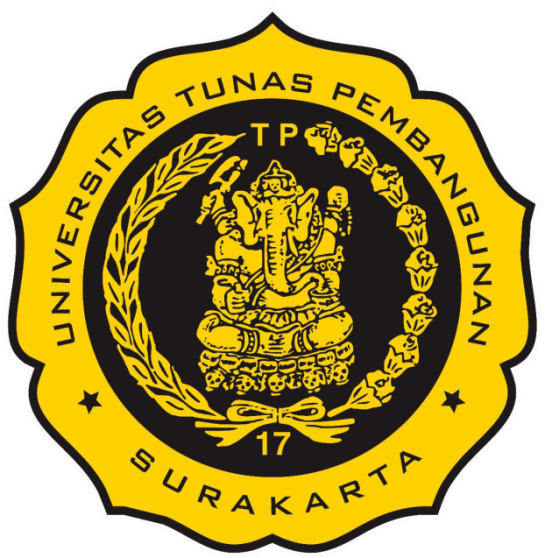 UNIVERSITAS TUNAS PEMBANGUNAN
TP
17
SURAKARTA